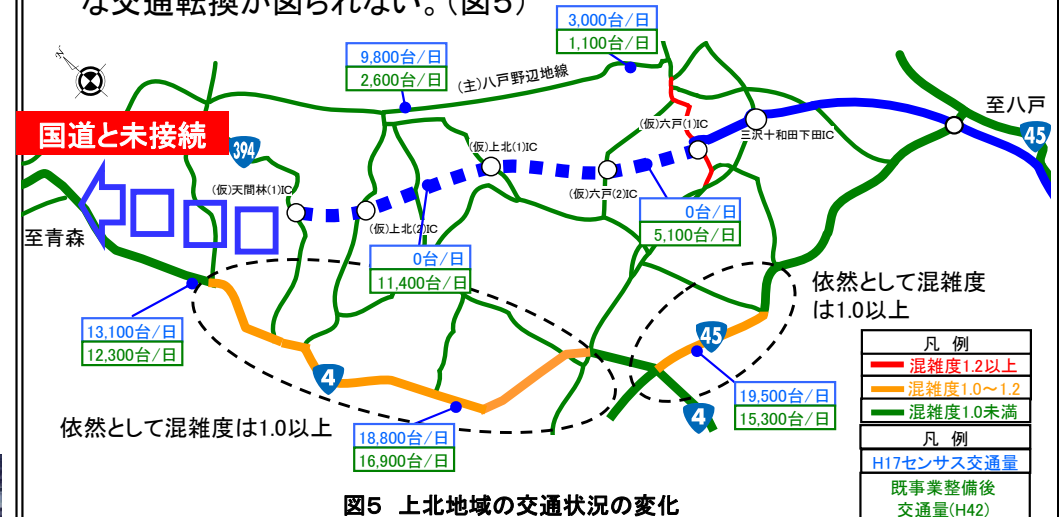 な交通転換が図られない。(図5)
3,000台/日
1,100台/日
9,800台/日
2,600台/日
(主)八戸野辺地線
N
至八戸
45
国道と未接続
394
(仮)六戸(1)IC
三沢十和田下田IC
(仮)上北(1)IC
(仮)天間林(1)IC
(仮)六戸(2)IC
(仮)上北(2)IC
至青森
0台/日
5,100台/日
0台/日
11,400台/日
依然として混雑度
は1.0以上
13,100台/日
12,300台/日
45
4
19,500台/日
15,300台/日
4
依然として混雑度は1.0以上
18,800台/日
16,900台/日
凡 例
混雑度1.2以上
混雑度1.0~1.2
混雑度1.0未満
凡 例
H17センサス交通量
既事業整備後
交通量(H42)
図5 上北地域の交通状況の変化